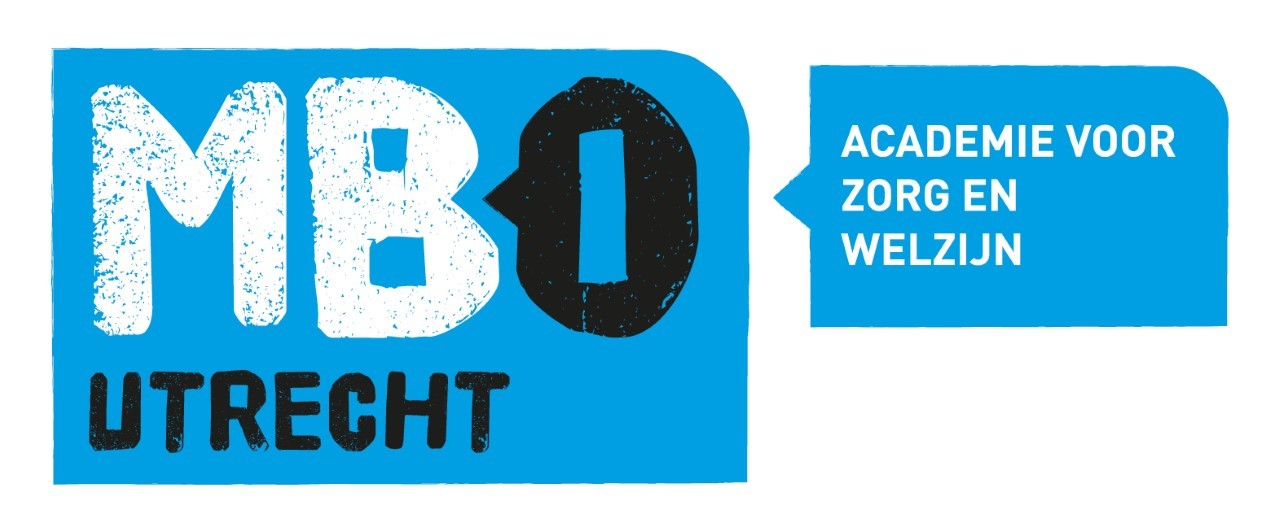 MBO
UTRECHT
ACADEMIE VOOR
ZORG EN
WELZIJN